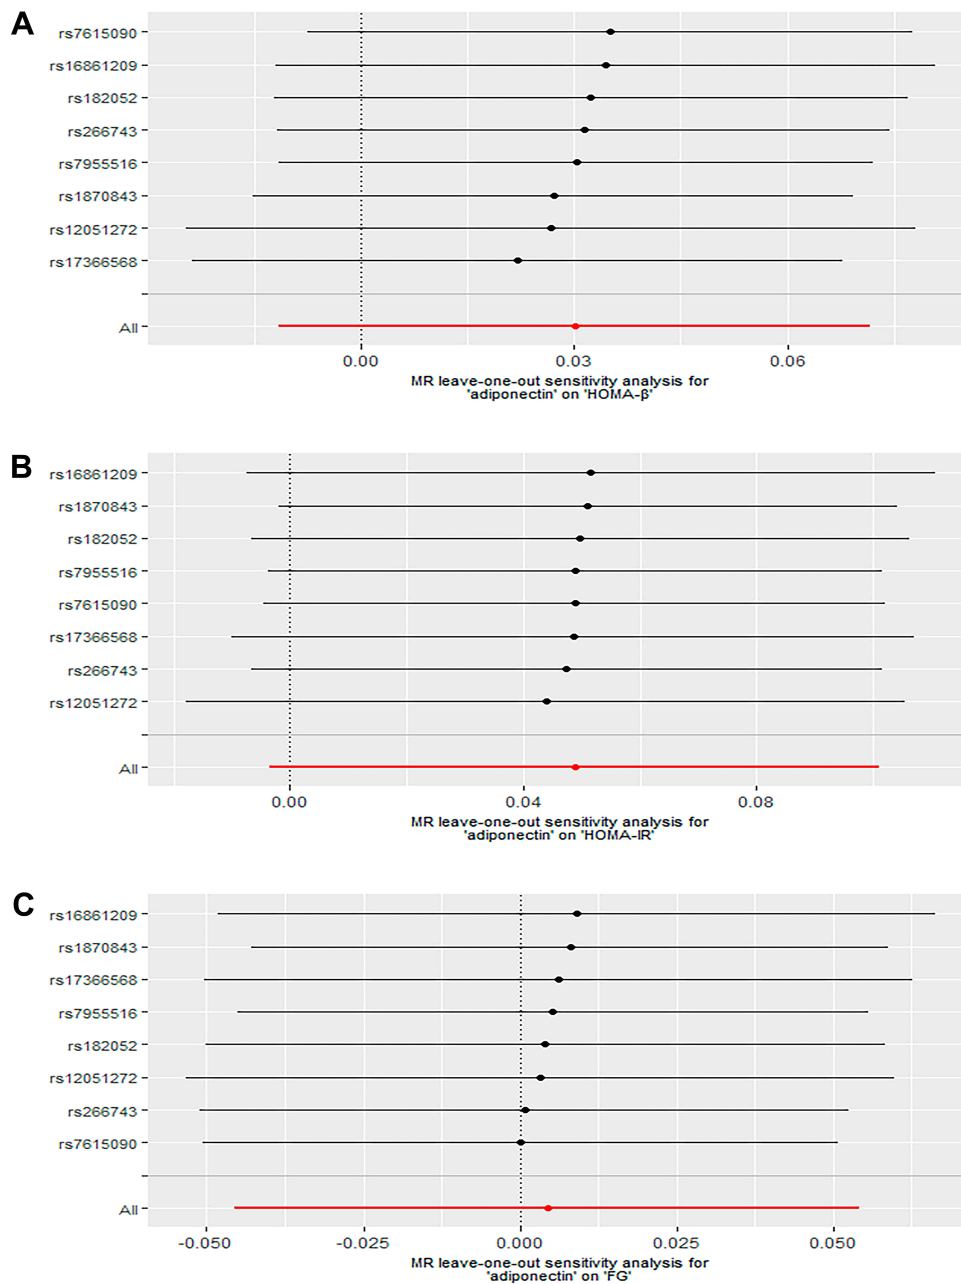 A
rs7615090
rs16861209
rs182052
rs266743
rs7955516
rs1870843
rs12051272
rs17366568
All
0.00 0.03 0.06
MR leave-one-out sensitivity analysis for
'adiponectin' on 'HOMA-β'
B
rs16861209
rs1870843
rs182052
rs7955516
rs7615090
rs17366568
rs266743
rs12051272
All
0.00 0.04 0.08
MR leave-one-out sensitivity analysis for
'adiponectin' on 'HOMA-IR'
C
rs16861209
rs1870843
rs17366568
rs7955516
rs182052
rs12051272
rs266743
rs7615090
All
-0.050 -0.025 0.000 0.025 0.050
MR leave-one-out sensitivity analysis for
'adiponectin' on 'FG'